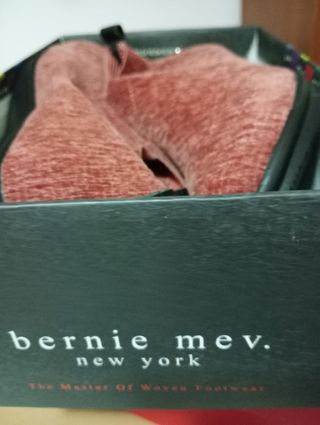 bernie mev.
new york
The Master Of Woven Footwear